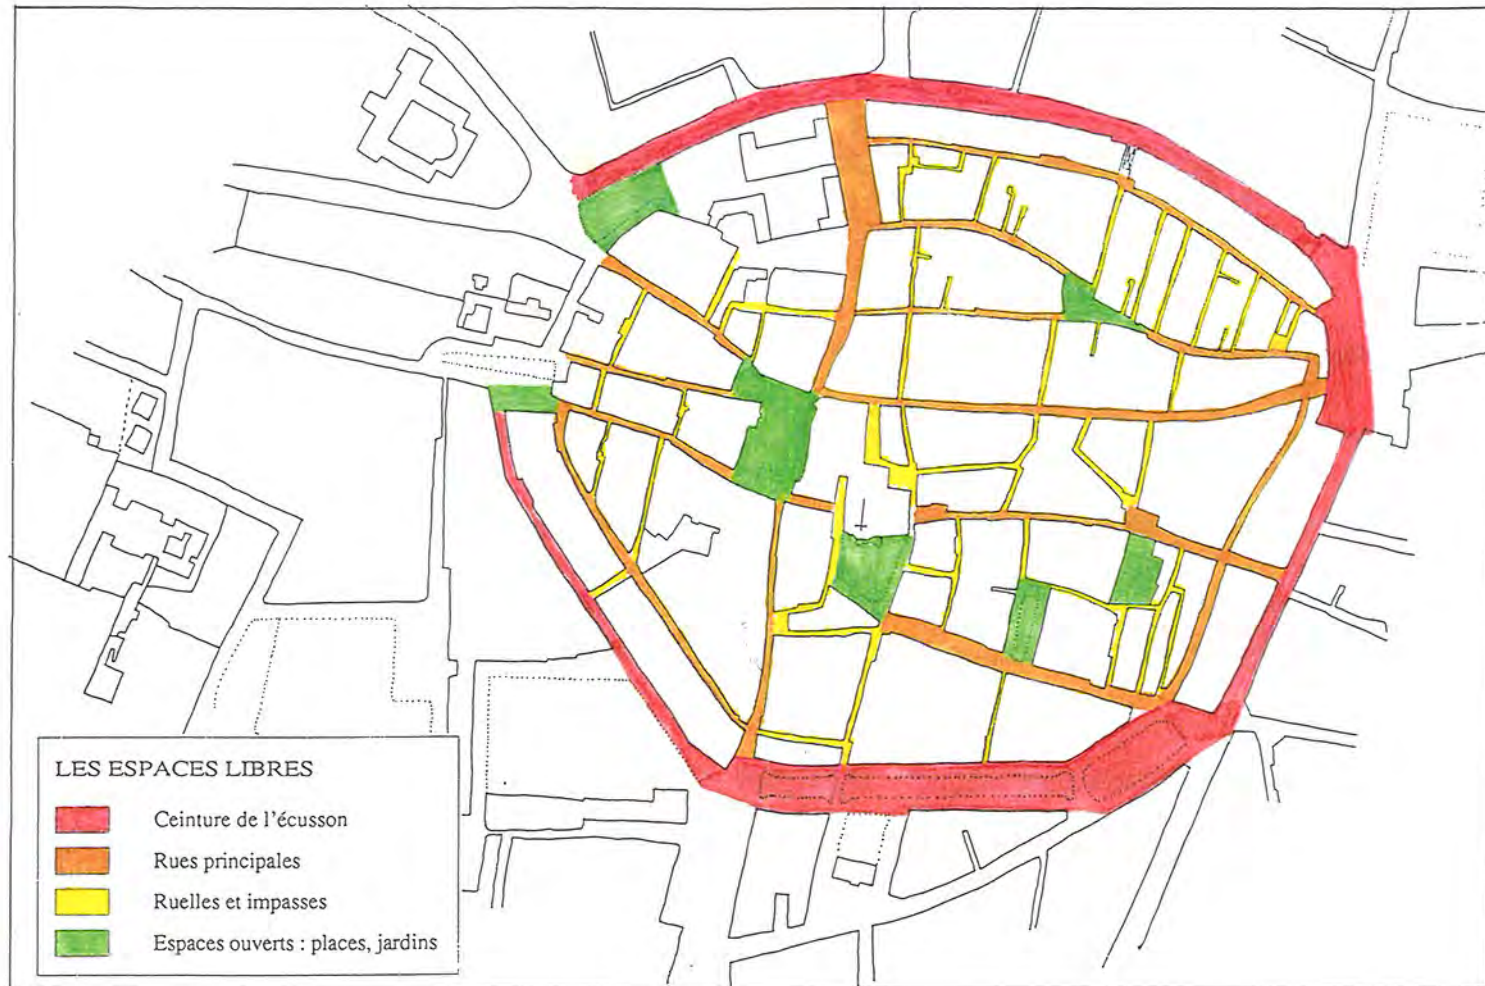 LES ESPACES LIBRES
Ceinture de l'écusson
Rues principales
Ruelles et impasses
Espaces ouverts : places, jardins